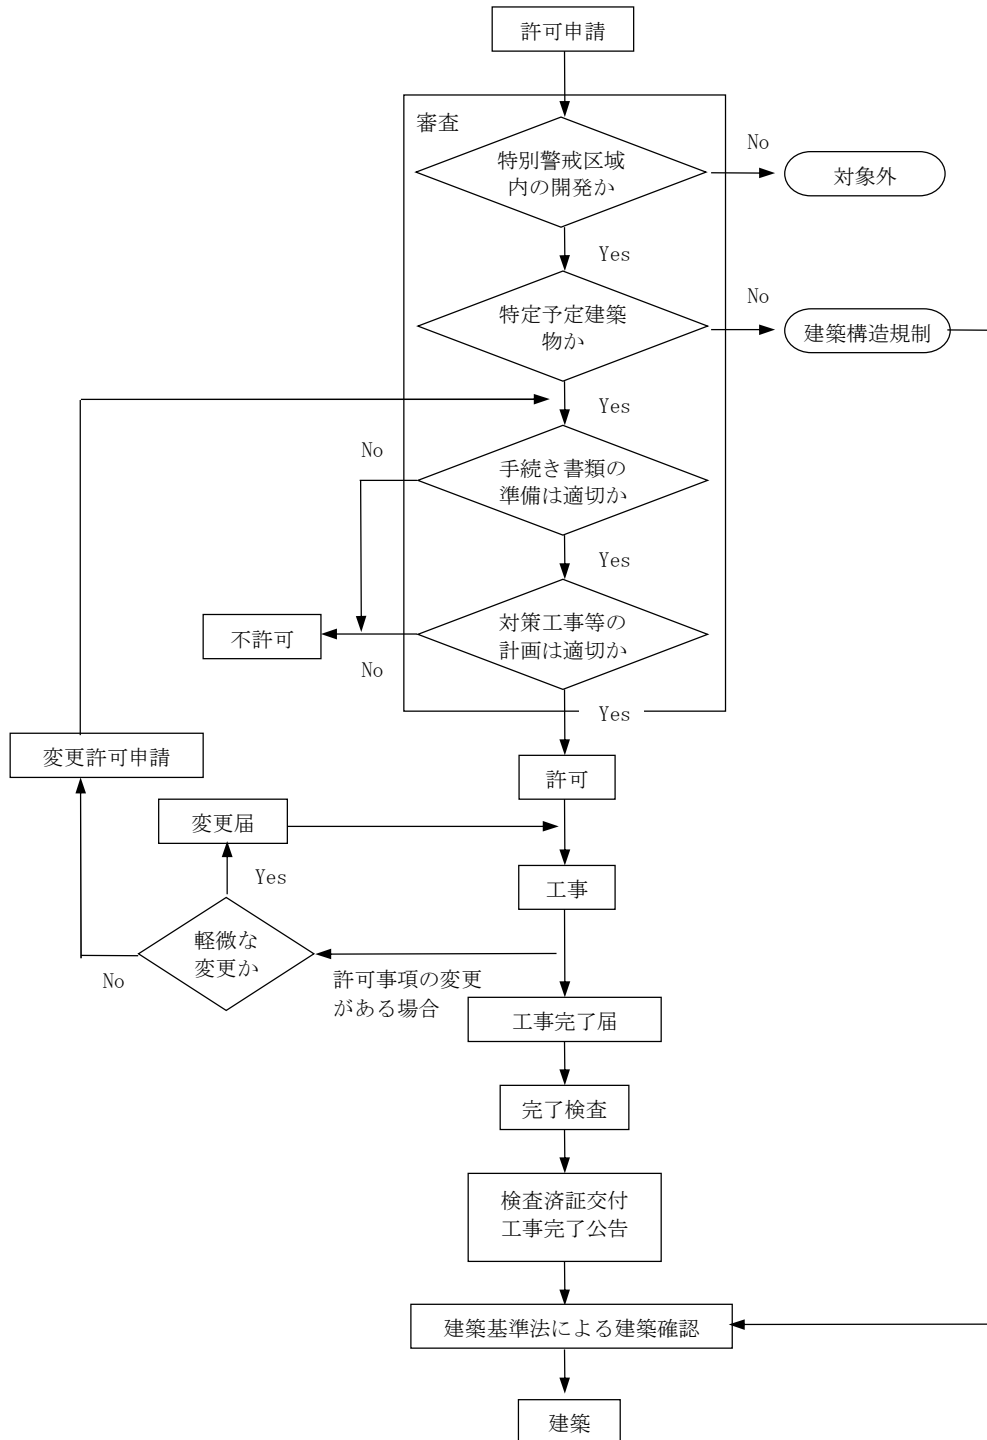 許可申請
審査
特別警戒区域
内の開発か
No
対象外
Yes
特定予定建築
物か
No
建築構造規制
Yes
手続き書類の
準備は適切か
No
Yes
対策工事等の
計画は適切か
不許可
No
Yes
変更許可申請
許可
変更届
Yes
工事
軽微な
変更か
No
許可事項の変更
がある場合
工事完了届
完了検査
検査済証交付
工事完了公告
建築基準法による建築確認
建築